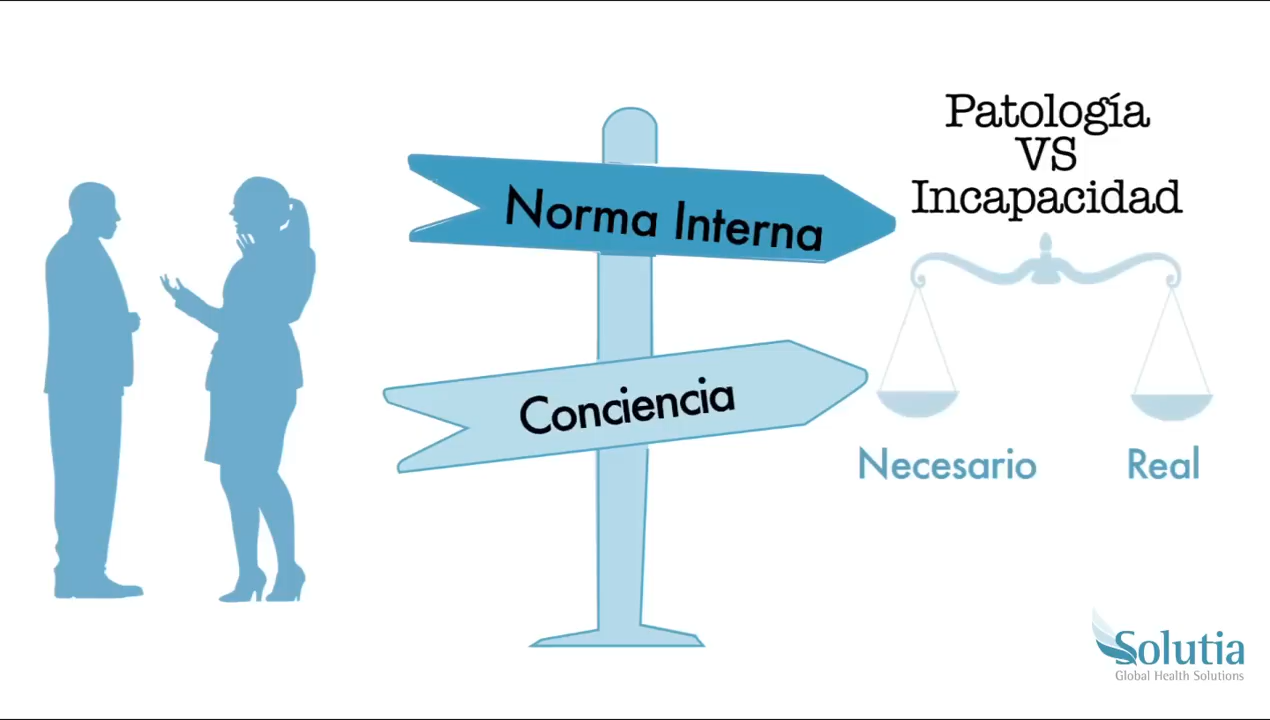 Patología
VS
Incapacidad
Norma Interna
Conciencia
Necesario
Real
Solutia
Global Health Solutions